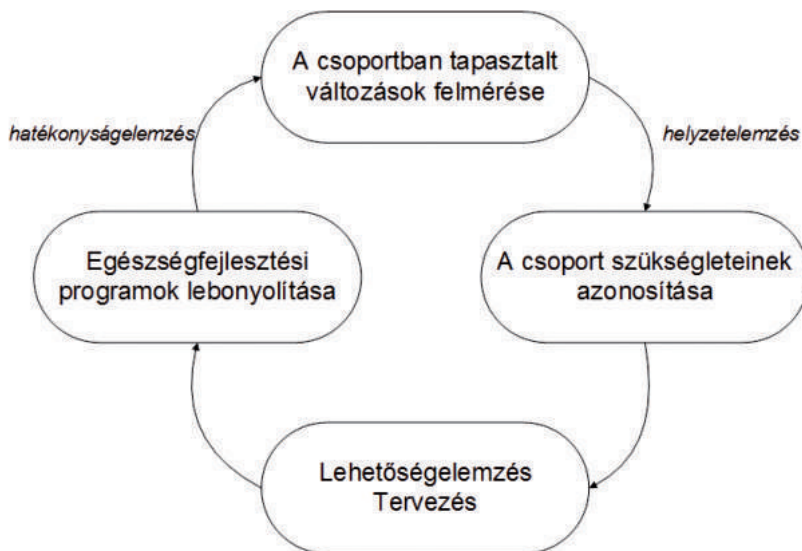 A csoportban tapasztalt
változások felmérése
hatékonyságelemzés
helyzetelemzés
Egészségfejlesztési
programok lebonyolítása
A csoport szükségleteinek
azonosítása
Lehetőségelemzés
Tervezés